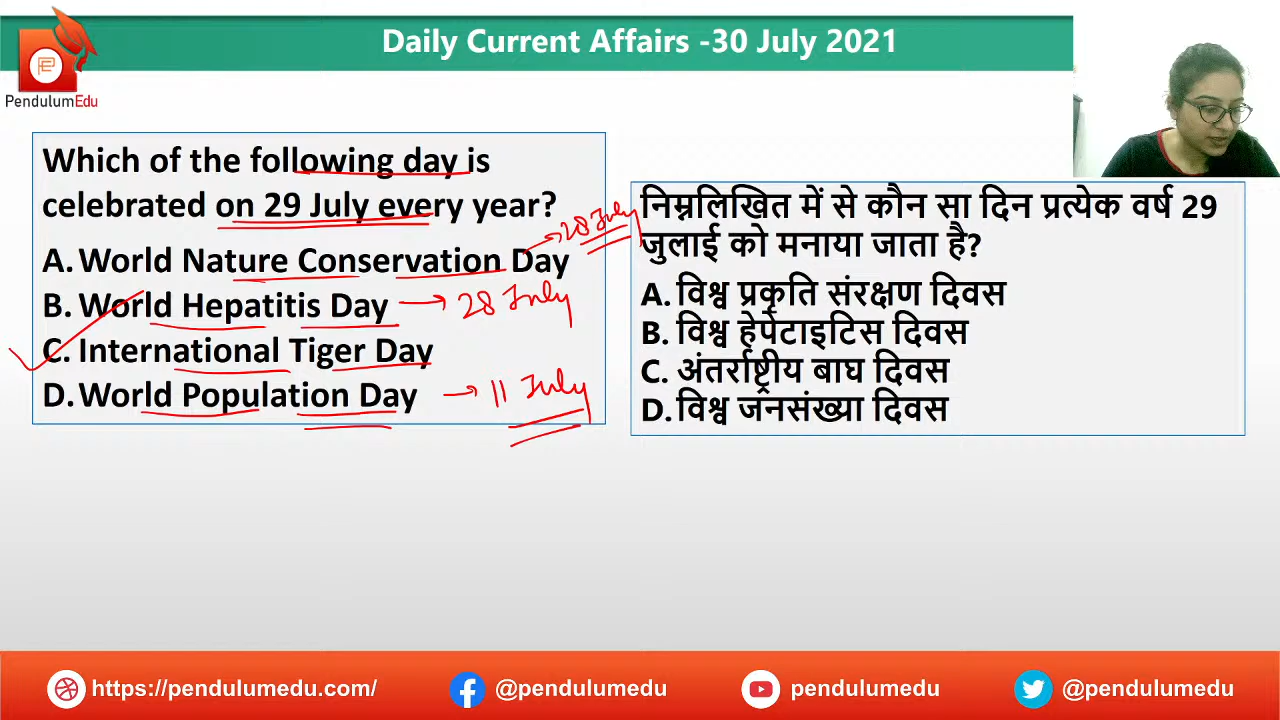 Daily Current Affairs -30 July 2021
PendulumEdu
Which of the following day is
celebrated on 29 July every year?
A. World Nature Conservation Day → 28 July
B. World Hepatitis Day → 28 July
C. International Tiger Day
D. World Population Day → 11 July
निम्नलिखित में से कौन सा दिन प्रत्येक वर्ष 29
जुलाई को मनाया जाता है?
A. विश्व प्रकृति संरक्षण दिवस
B. विश्व हेपेटाइटिस दिवस
C. अंतर्राष्ट्रीय बाघ दिवस
D. विश्व जनसंख्या दिवस
https://pendulumedu.com/
@pendulumedu
pendulumedu
@pendulumedu